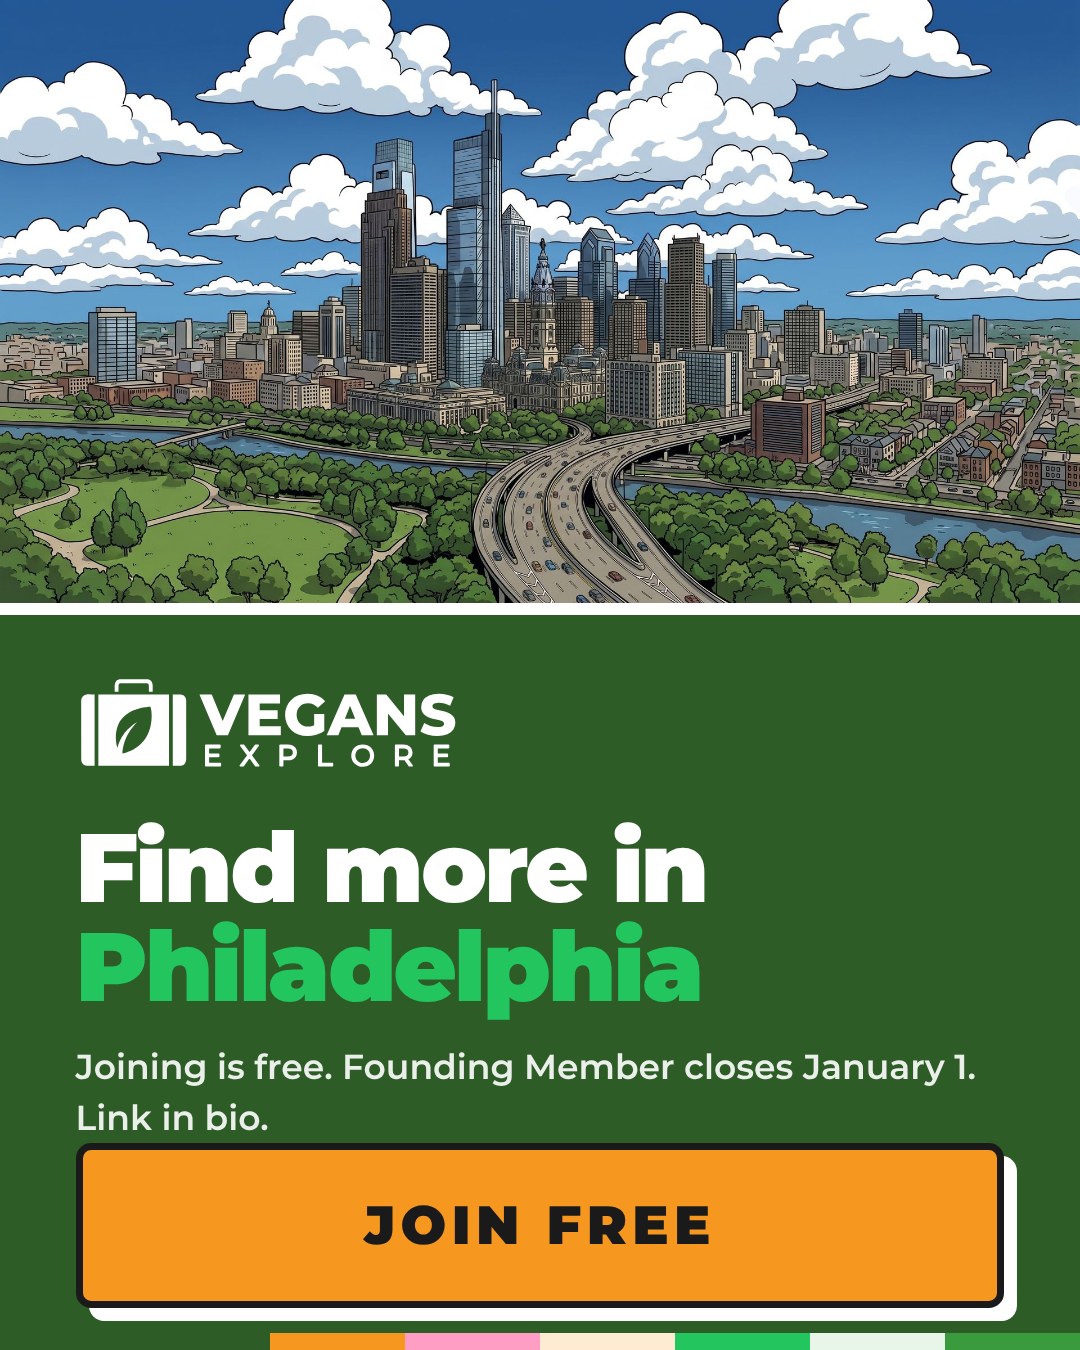 VEGANS
EXPLORE
Find more in
Philadelphia
Joining is free. Founding Member closes January 1.
Link in bio.
JOIN FREE